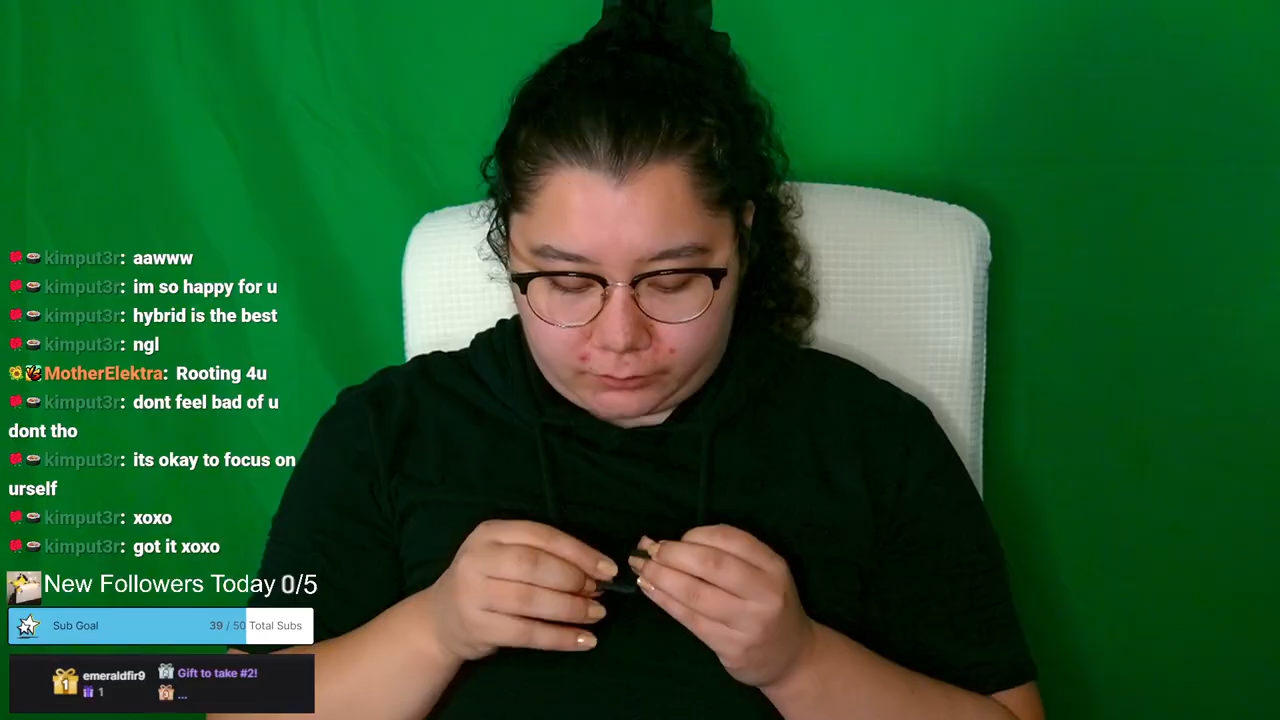 kimput3r: aawww
kimput3r: im so happy for u
kimput3r: hybrid is the best
kimput3r: ngl
MotherElektra: Rooting 4u
kimput3r: dont feel bad of u
dont tho
kimput3r: its okay to focus on
urself
kimput3r: xoxo
kimput3r: got it xoxo
New Followers Today 0/5
Sub Goal 39 / 50 Total Subs
1 emeraldfir9 2 Gift to take #2!
1 3 ...